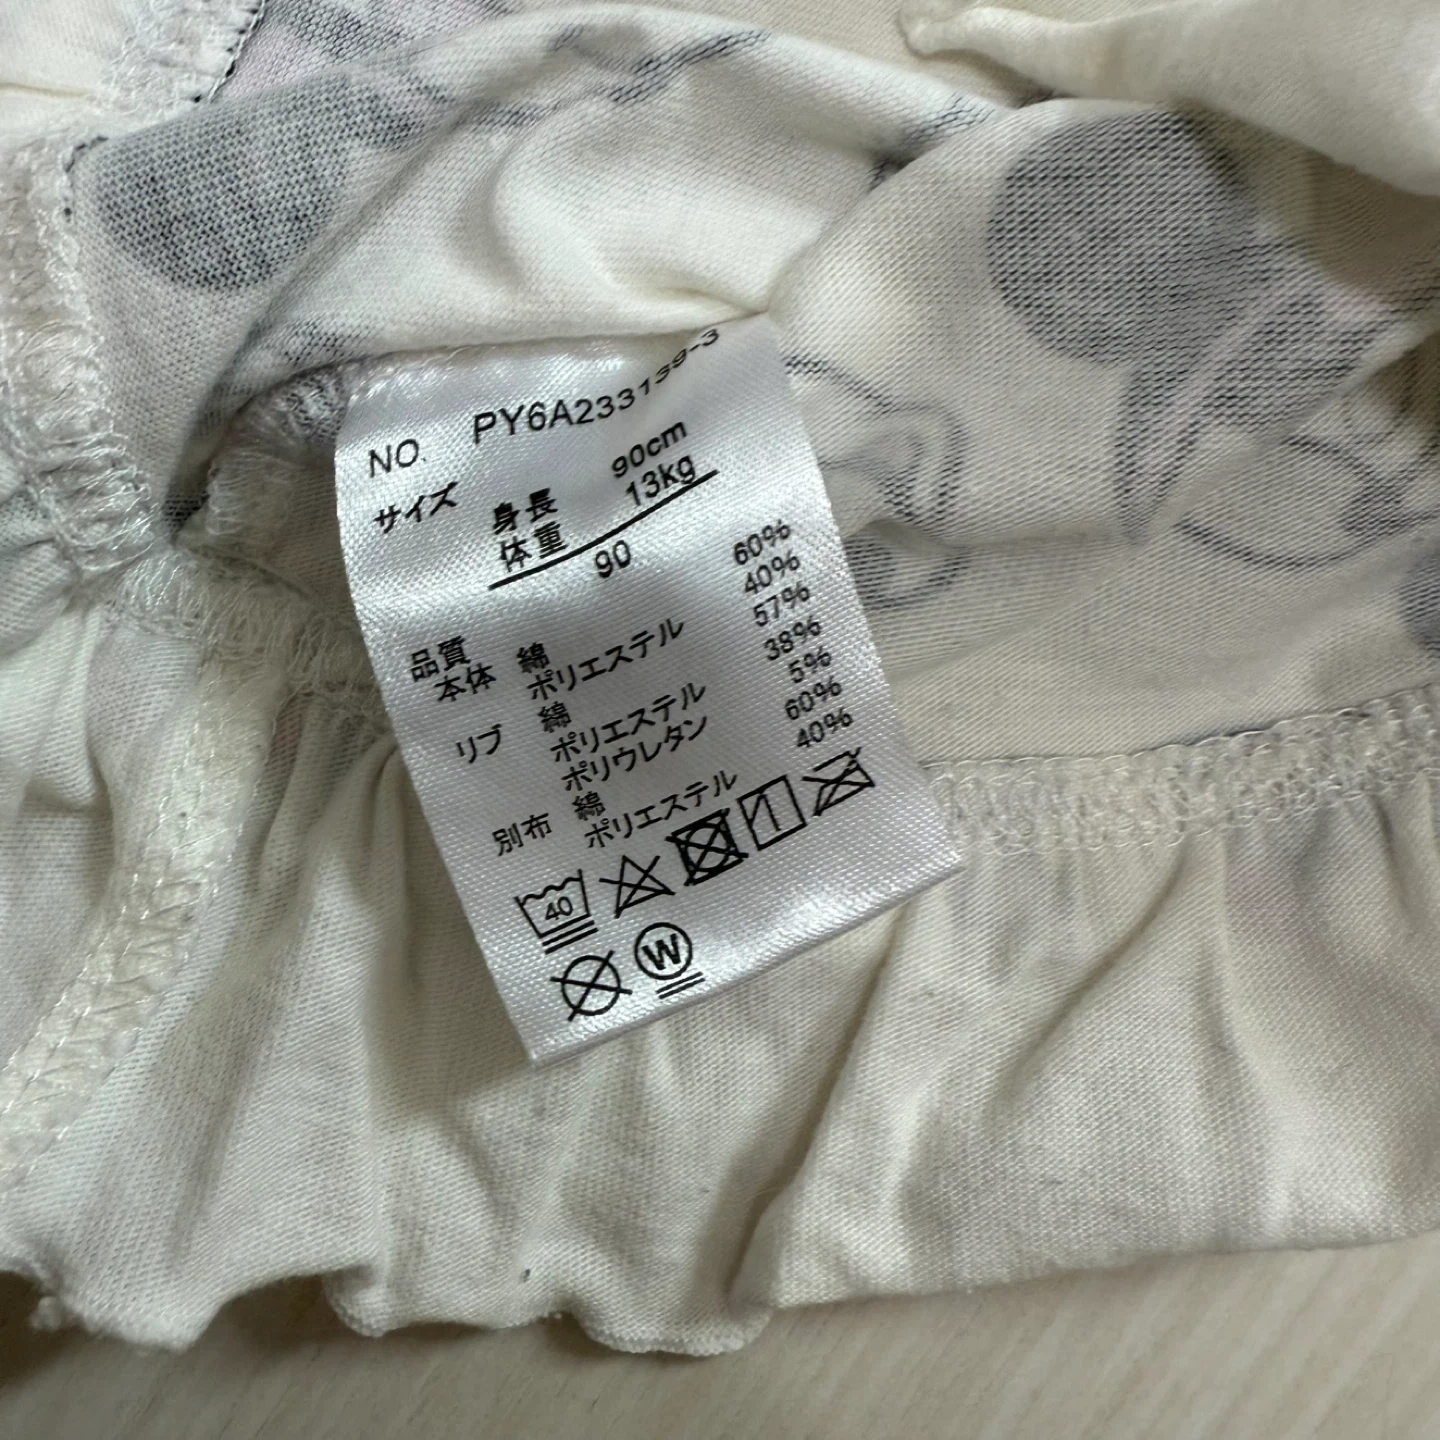 NO. PY6A233139-3
サイズ 身長 90cm
体重 13kg
90
品質
本体 綿 60%
ポリエステル 40%
リブ 綿 57%
ポリエステル 38%
ポリウレタン 5%
別布 綿 60%
ポリエステル 40%
40
W